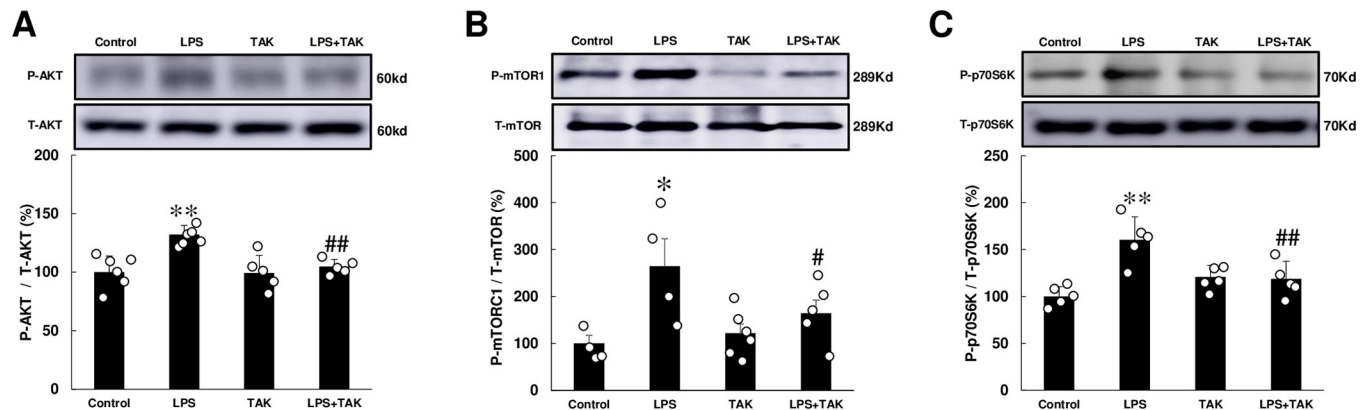 A
Control LPS TAK LPS+TAK
P-AKT 60kd
T-AKT 60kd
200
150
100
50
0
P-AKT / T-AKT (%)
**
##
Control LPS TAK LPS+TAK
B
Control LPS TAK LPS+TAK
P-mTOR1 289Kd
T-mTOR 289Kd
500
400
300
200
100
0
P-mTORC1 / T-mTOR (%)
*
#
Control LPS TAK LPS+TAK
C
Control LPS TAK LPS+TAK
P-p70S6K 70Kd
T-p70S6K 70Kd
250
200
150
100
50
0
P-p70S6K / T-p70S6K (%)
**
##
Control LPS TAK LPS+TAK